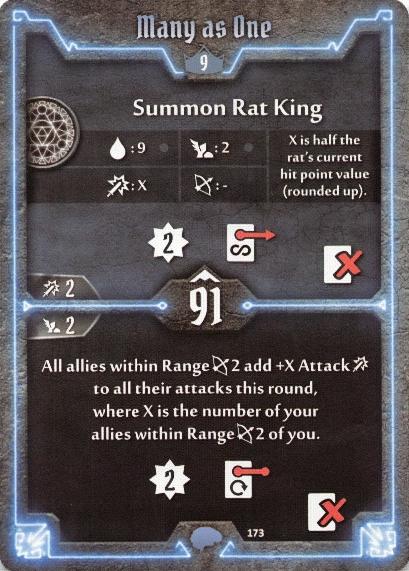 Many as One
9
Summon Rat King
:9 :2 X is half the
rat's current
:X :- hit point value
(rounded up).
2
2
91
2
All allies within Range 2 add +X Attack
to all their attacks this round,
where X is the number of your
allies within Range 2 of you.
2
173